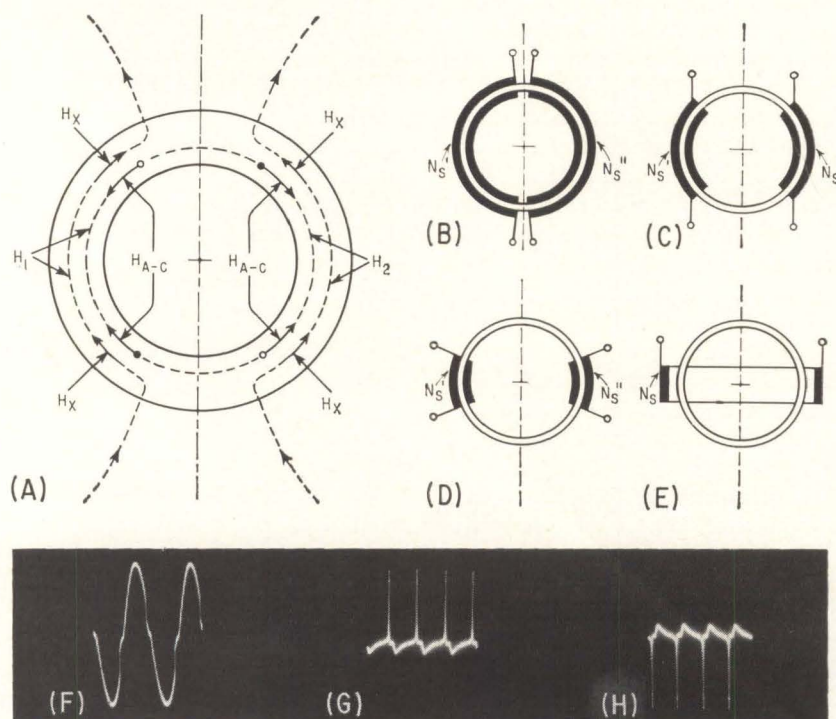 H_X
H_X
H_1
H_A-C
H_A-C
H_2
H_X
H_X
(A)
N_S'
N_S"
(B)
N_S'
N_S"
(C)
N_S'
N_S"
(D)
N_S
(E)
(F)
(G)
(H)